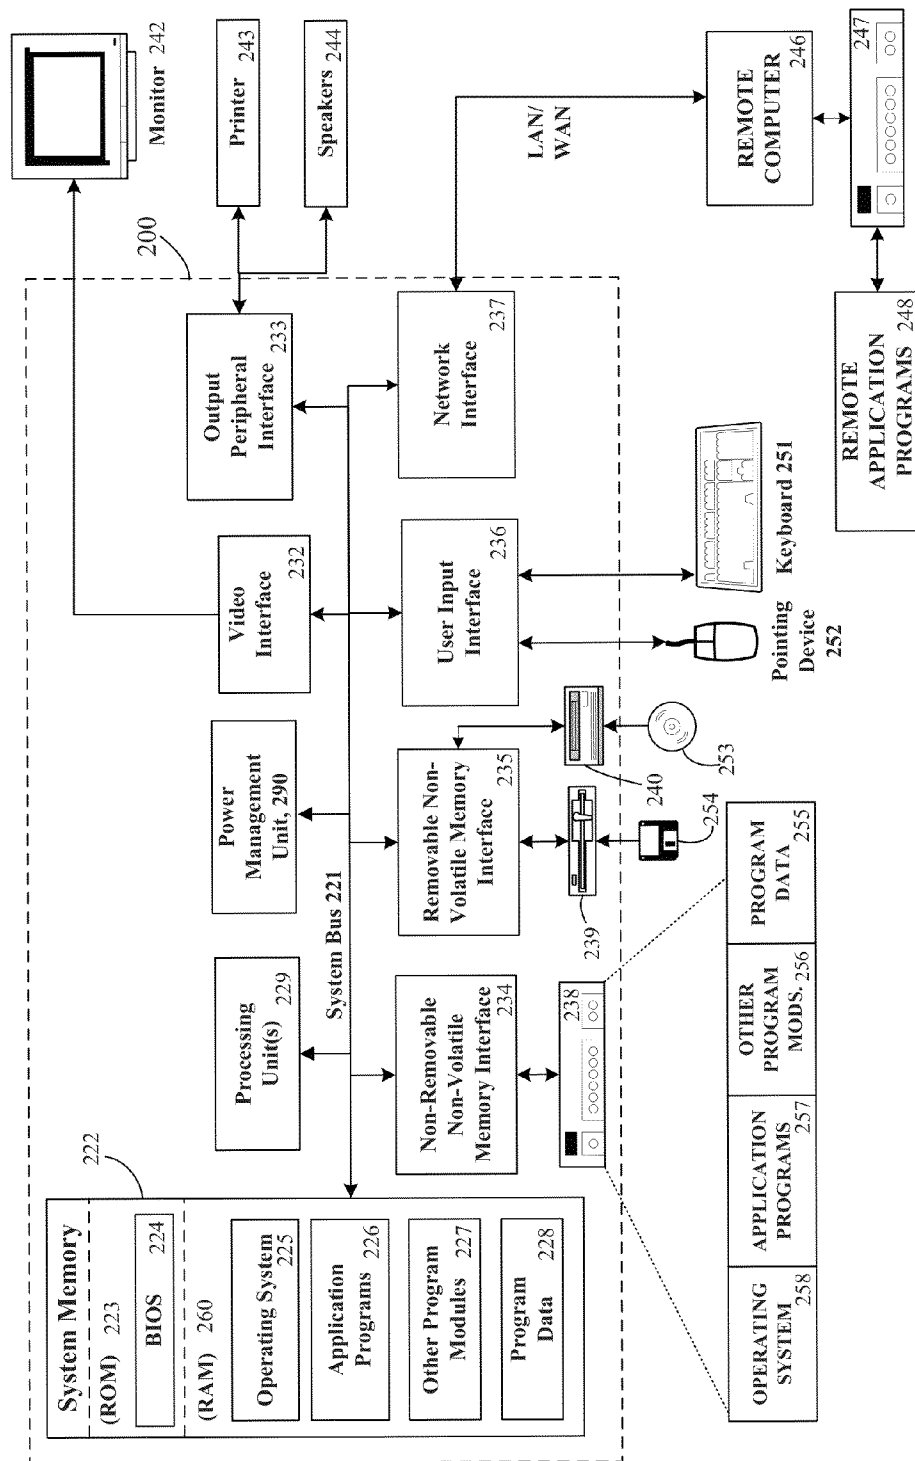 System Memory
222
(ROM) 223
BIOS 224
(RAM) 260
Operating System
225
Application
Programs 226
Other Program
Modules 227
Program
Data 228
Processing
Unit(s) 229
System Bus 221
Power
Management
Unit, 290
Video
Interface
232
Output
Peripheral
Interface
233
200
Monitor 242
Printer
243
Speakers
244
Non-Removable
Non-Volatile
Memory Interface
234
Removable Non-
Volatile Memory
Interface
235
User Input
Interface
236
Network
Interface
237
LAN/
WAN
238
239
240
254
253
Pointing
Device
252
Keyboard 251
REMOTE
COMPUTER
246
247
REMOTE
APPLICATION
PROGRAMS 248
OPERATING
SYSTEM
258
APPLICATION
PROGRAMS
257
OTHER
PROGRAM
MODS. 256
PROGRAM
DATA
255